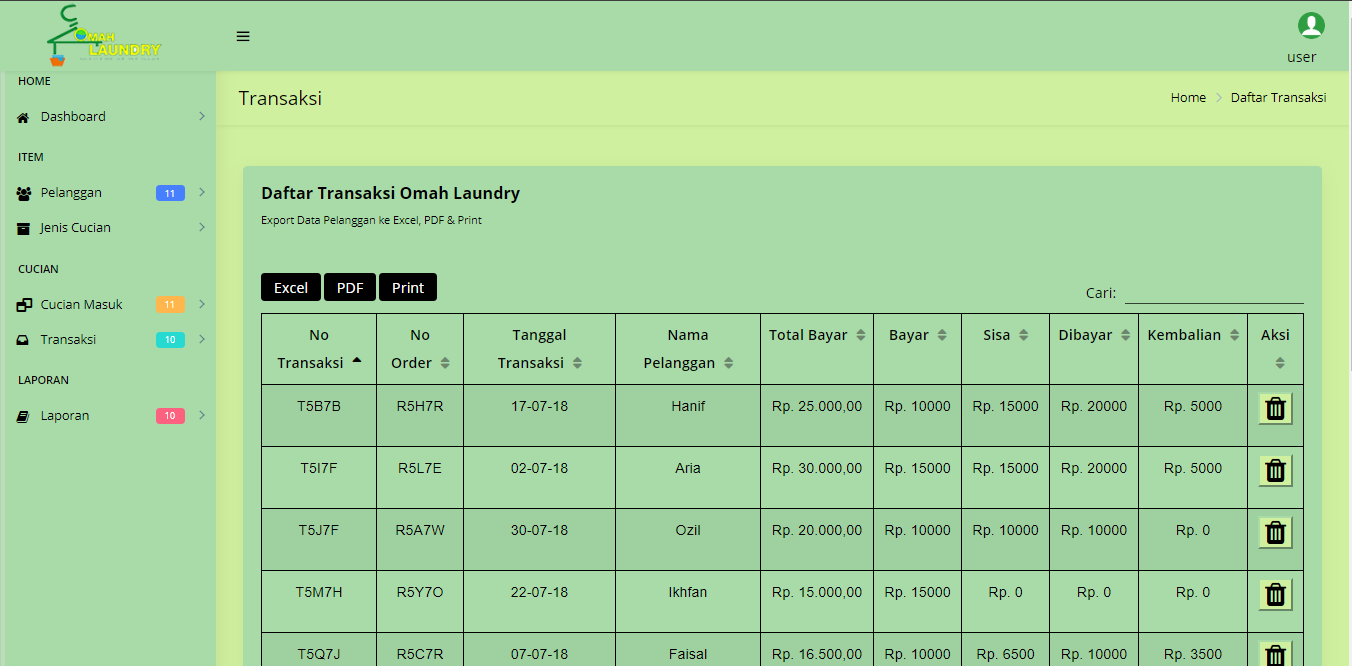 OMAH
LAUNDRY
user
HOME
Dashboard
ITEM
Pelanggan 11
Jenis Cucian
CUCIAN
Cucian Masuk 11
Transaksi 10
LAPORAN
Laporan 10
Transaksi
Home > Daftar Transaksi
Daftar Transaksi Omah Laundry
Export Data Pelanggan ke Excel, PDF & Print
Excel PDF Print
Cari:
No Transaksi No Order Tanggal Transaksi Nama Pelanggan Total Bayar Bayar Sisa Dibayar Kembalian Aksi
T5B7B R5H7R 17-07-18 Hanif Rp. 25.000,00 Rp. 10000 Rp. 15000 Rp. 20000 Rp. 5000
T5I7F R5L7E 02-07-18 Aria Rp. 30.000,00 Rp. 15000 Rp. 15000 Rp. 20000 Rp. 5000
T5J7F R5A7W 30-07-18 Ozil Rp. 20.000,00 Rp. 10000 Rp. 10000 Rp. 10000 Rp. 0
T5M7H R5Y7O 22-07-18 Ikhfan Rp. 15.000,00 Rp. 15000 Rp. 0 Rp. 0 Rp. 0
T5Q7J R5C7R 07-07-18 Faisal Rp. 16.500,00 Rp. 10000 Rp. 6500 Rp. 10000 Rp. 3500